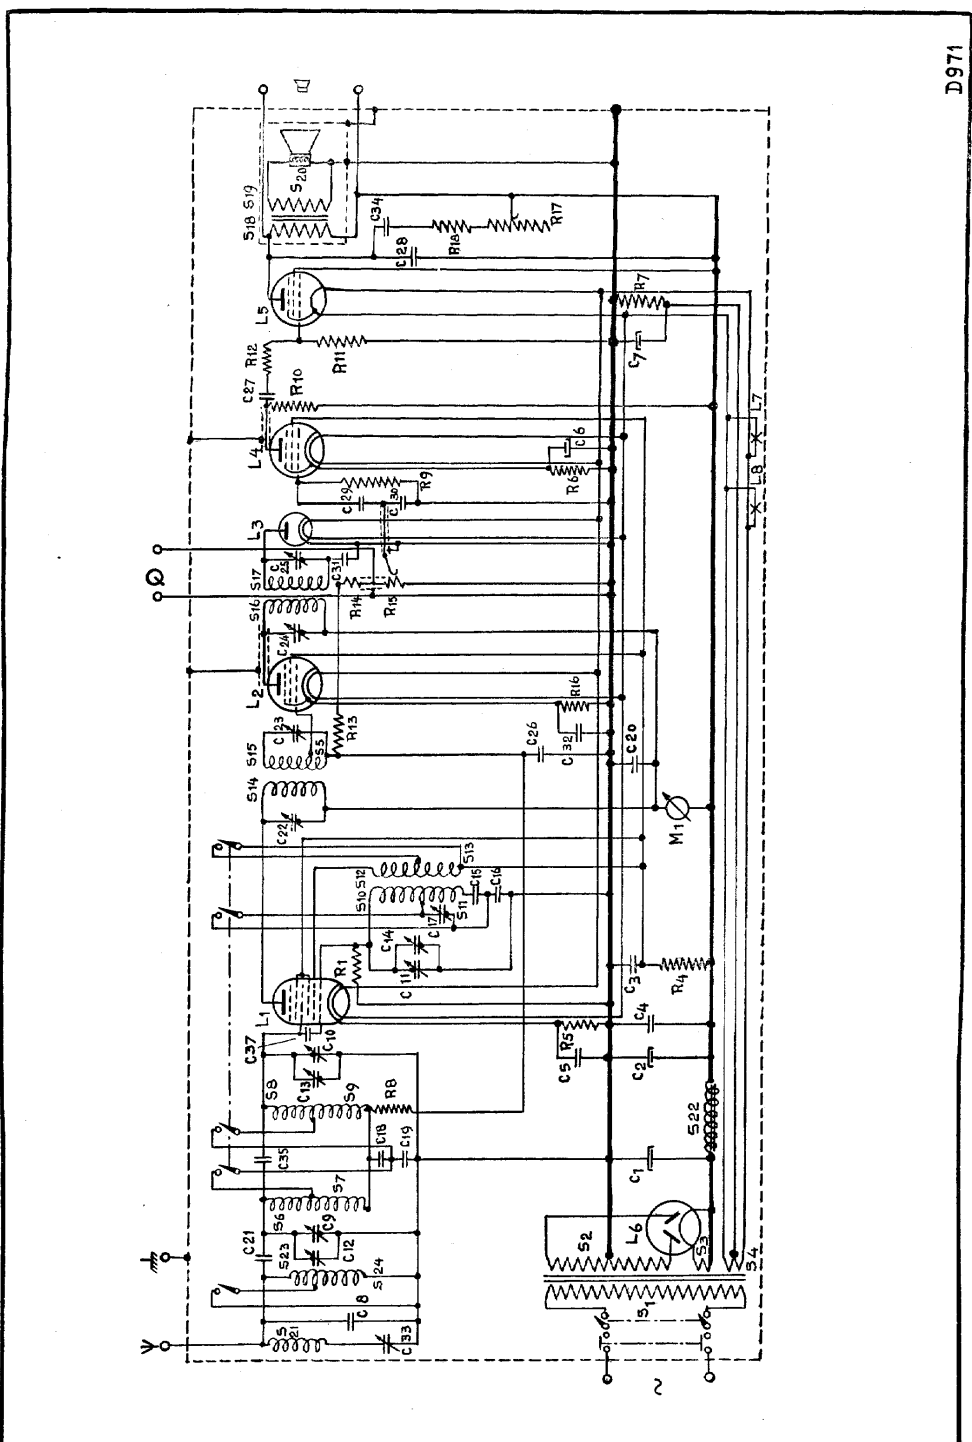 D971
S18 S19
S20
C34
C28
R18
R17
L5
R12
R11
R7
C7
C27
R10
L4
C6
R6
L7
L8
C29
R9
C30
L3
C25
S17
C31
R14
R15
S16
C24
L2
R16
C32
C23
S15
S5
R13
C26
C20
S14
C22
M1
S13
S12
S10
S11
C15
C16
C17
C14
C11
R1
L1
C3
R4
C37
C10
C13
R5
C5
C4
C2
S8
S9
R8
S22
C35
C18
C19
C1
S7
S6
C21
S23
C9
C12
S24
S2
L6
S3
S4
S1
C8
S21
C33
~